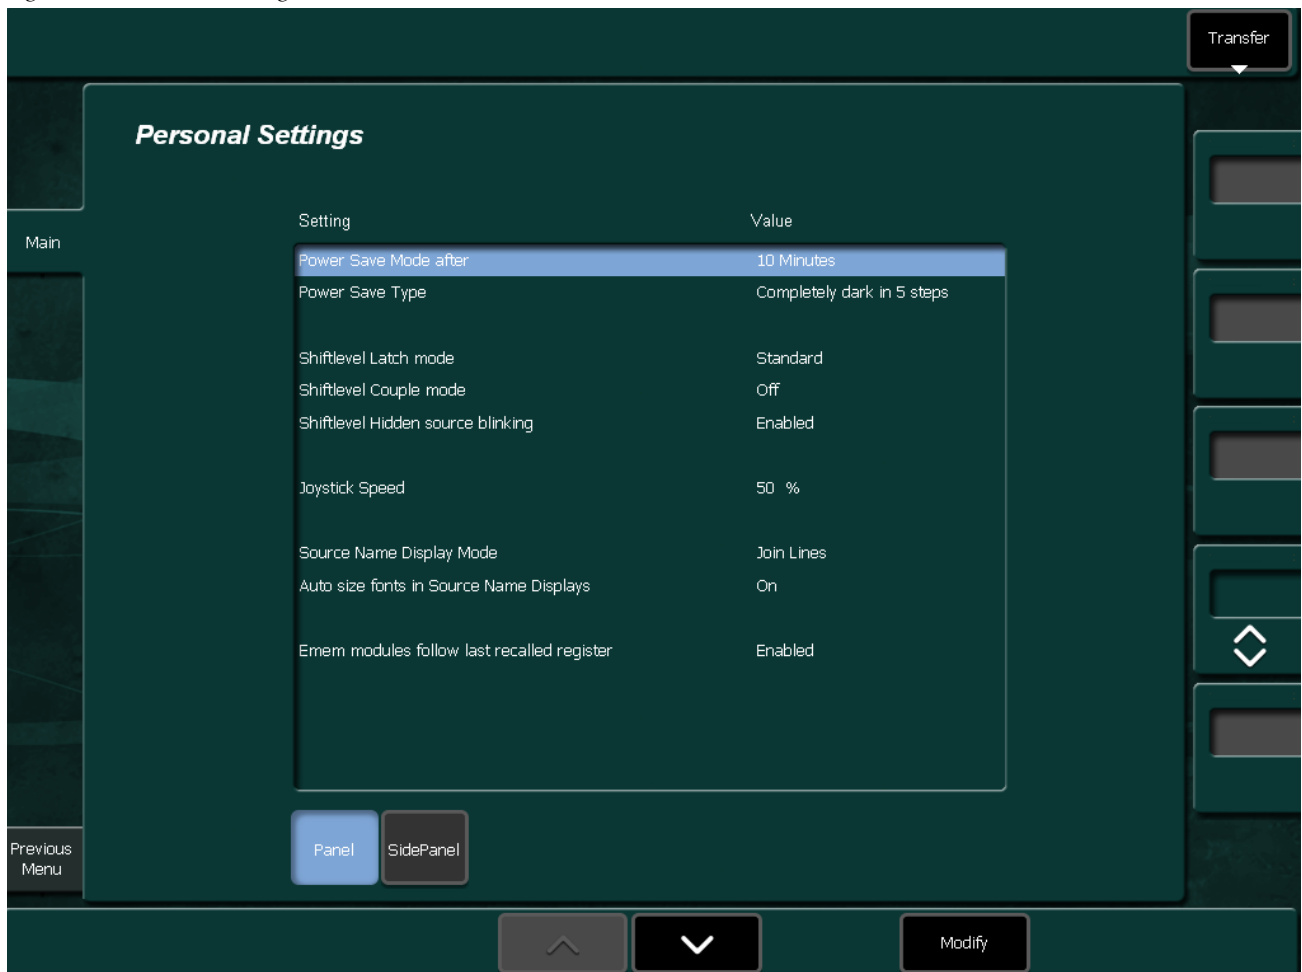 Transfer
Personal Settings
Setting Value
Main
Power Save Mode after 10 Minutes
Power Save Type Completely dark in 5 steps
Shiftlevel Latch mode Standard
Shiftlevel Couple mode Off
Shiftlevel Hidden source blinking Enabled
Joystick Speed 50 %
Source Name Display Mode Join Lines
Auto size fonts in Source Name Displays On
Emem modules follow last recalled register Enabled
Previous
Menu
Panel SidePanel
Modify